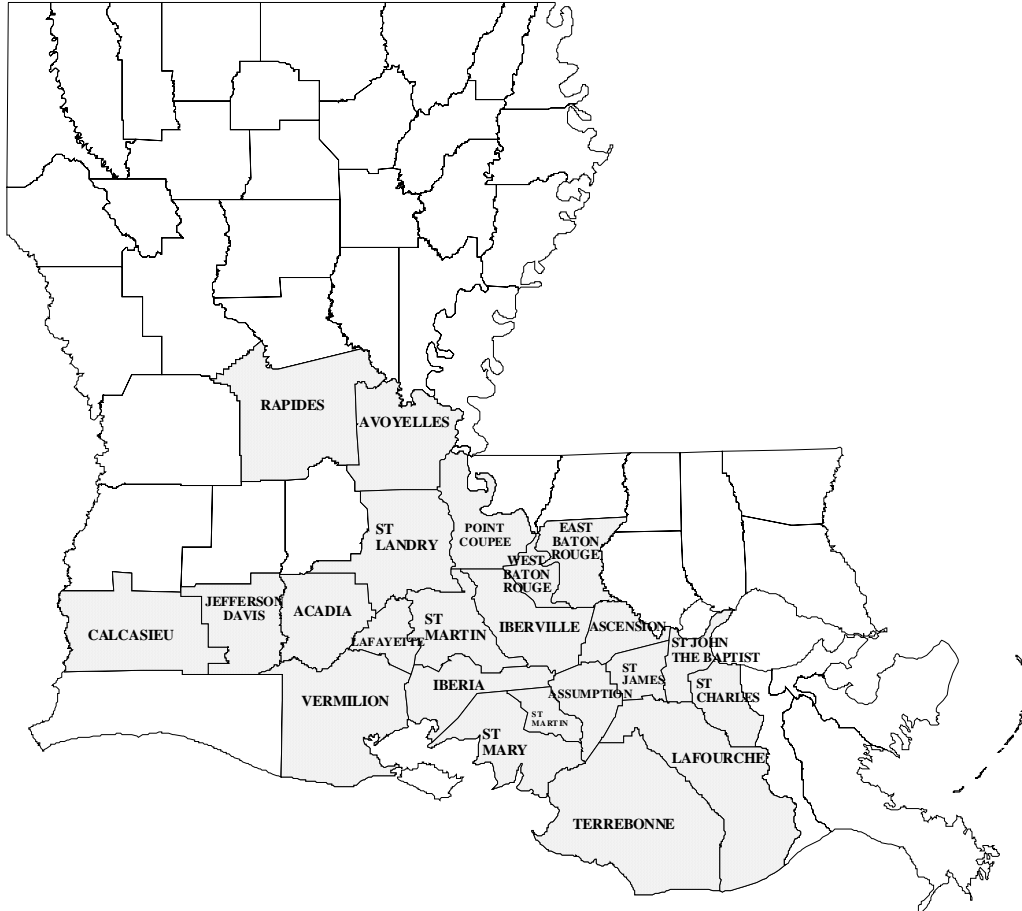 RAPIDES
AVOYELLES
ST
LANDRY
POINT
COUPEE
EAST
BATON
ROUGE
WEST
BATON
ROUGE
JEFFERSON
DAVIS
ACADIA
CALCASIEU
LAFAYETTE
ST
MARTIN
IBERVILLE
ASCENSION
ST JOHN
THE BAPTIST
ST
JAMES
ST
CHARLES
VERMILION
IBERIA
ASSUMPTION
ST
MARTIN
ST
MARY
LAFOURCHE
TERREBONNE